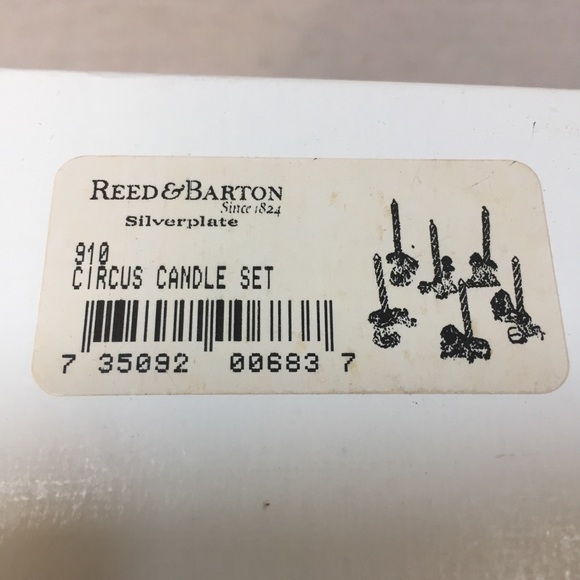 REED & BARTON
Since 1824
Silverplate
910
CIRCUS CANDLE SET
7 35092 00683 7